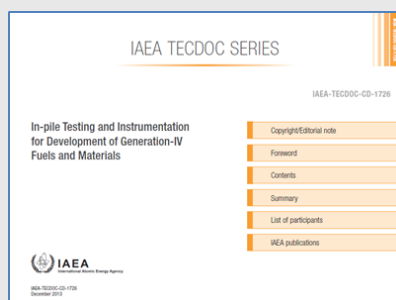 IAEA TECDOC SERIES
IAEA-TECDOC-CD-1726
In-pile Testing and Instrumentation
for Development of Generation-IV
Fuels and Materials
Copyright/Editorial note
Foreword
Contents
Summary
List of participants
IAEA publications
IAEA
International Atomic Energy Agency
IAEA-TECDOC-CD-1726
December 2013